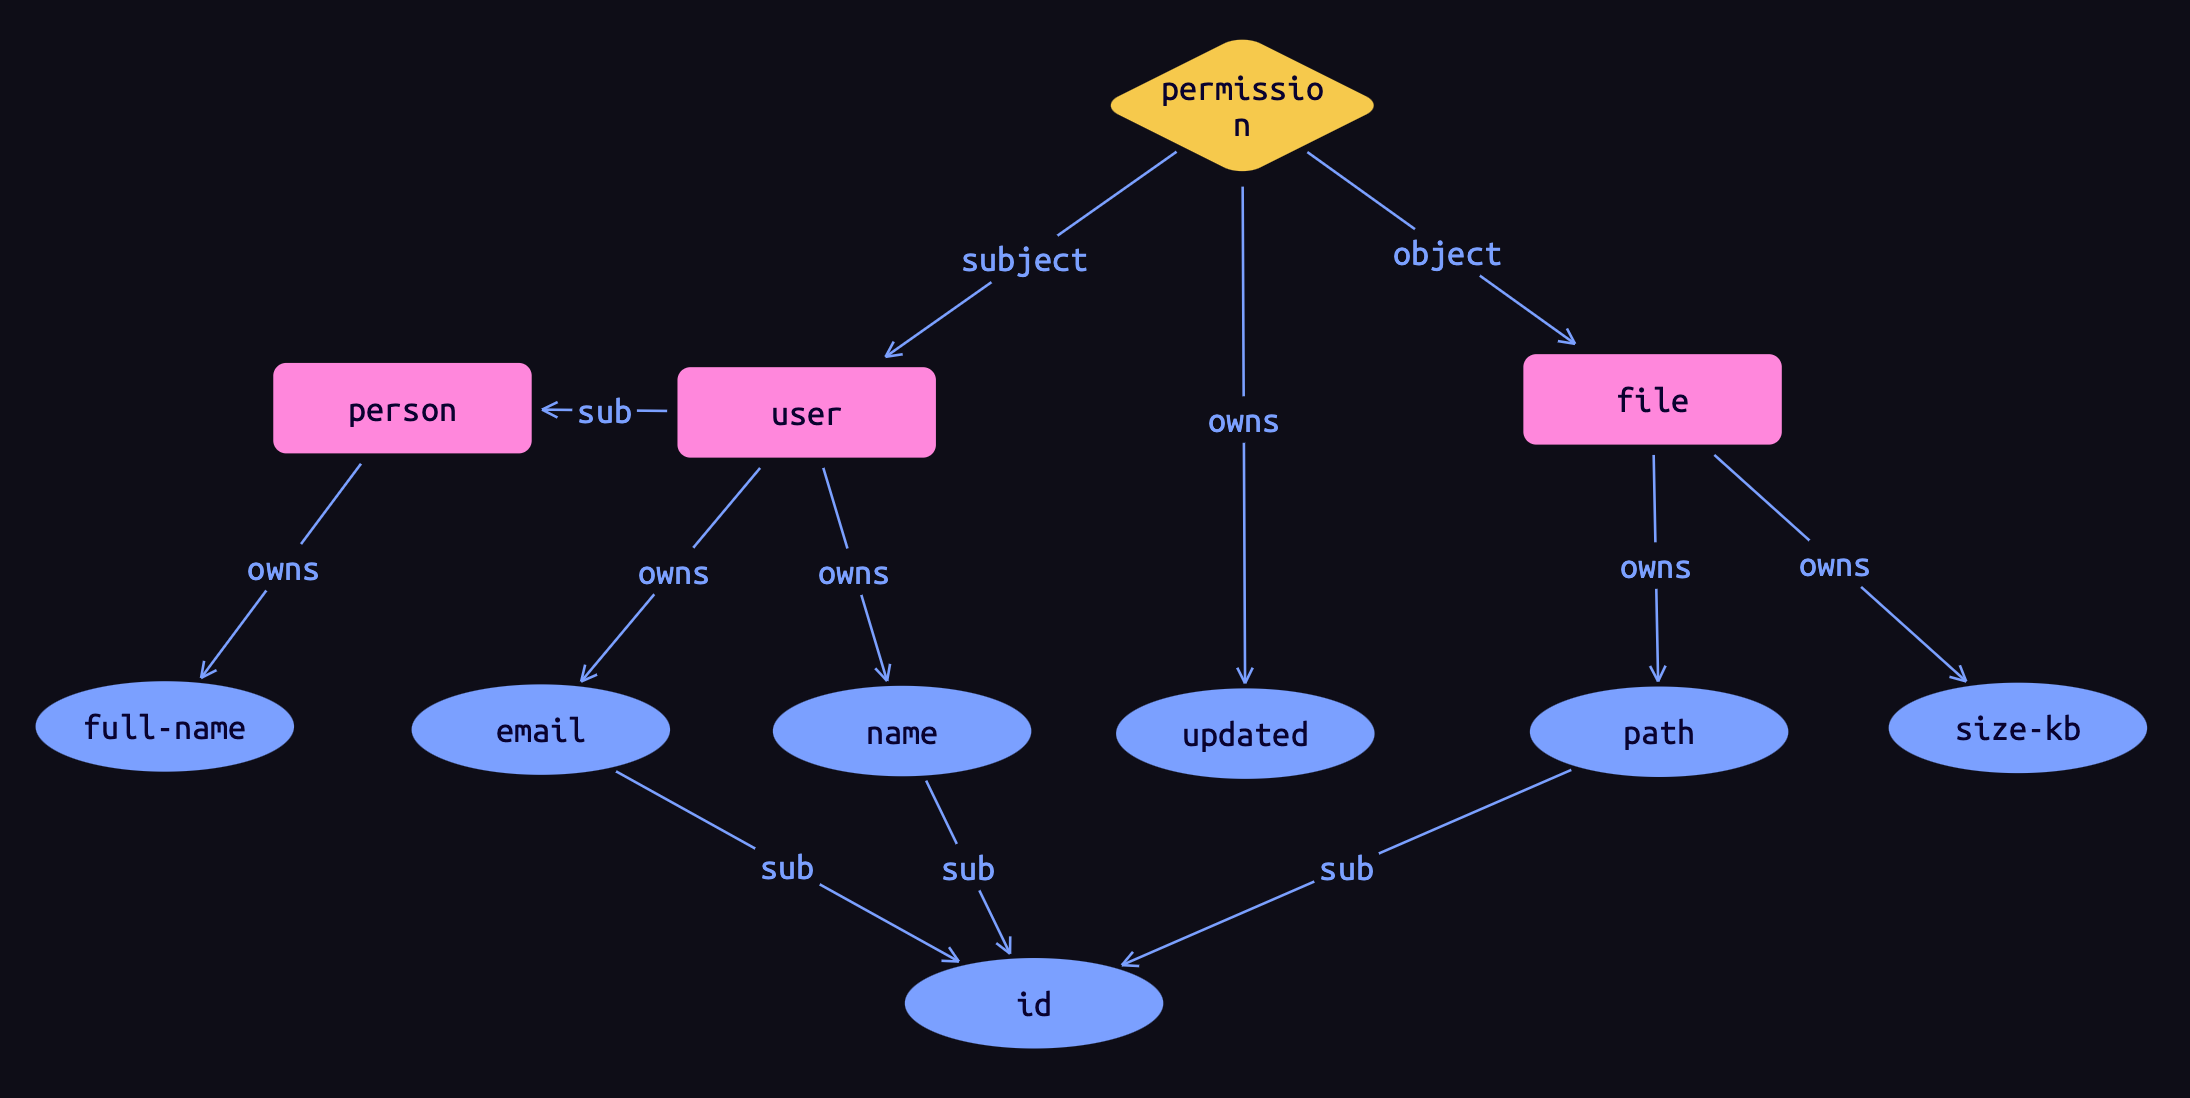 permissio
n
subject
object
person
sub
user
owns
file
owns
owns
owns
owns
owns
full-name
email
name
updated
path
size-kb
sub
sub
sub
id